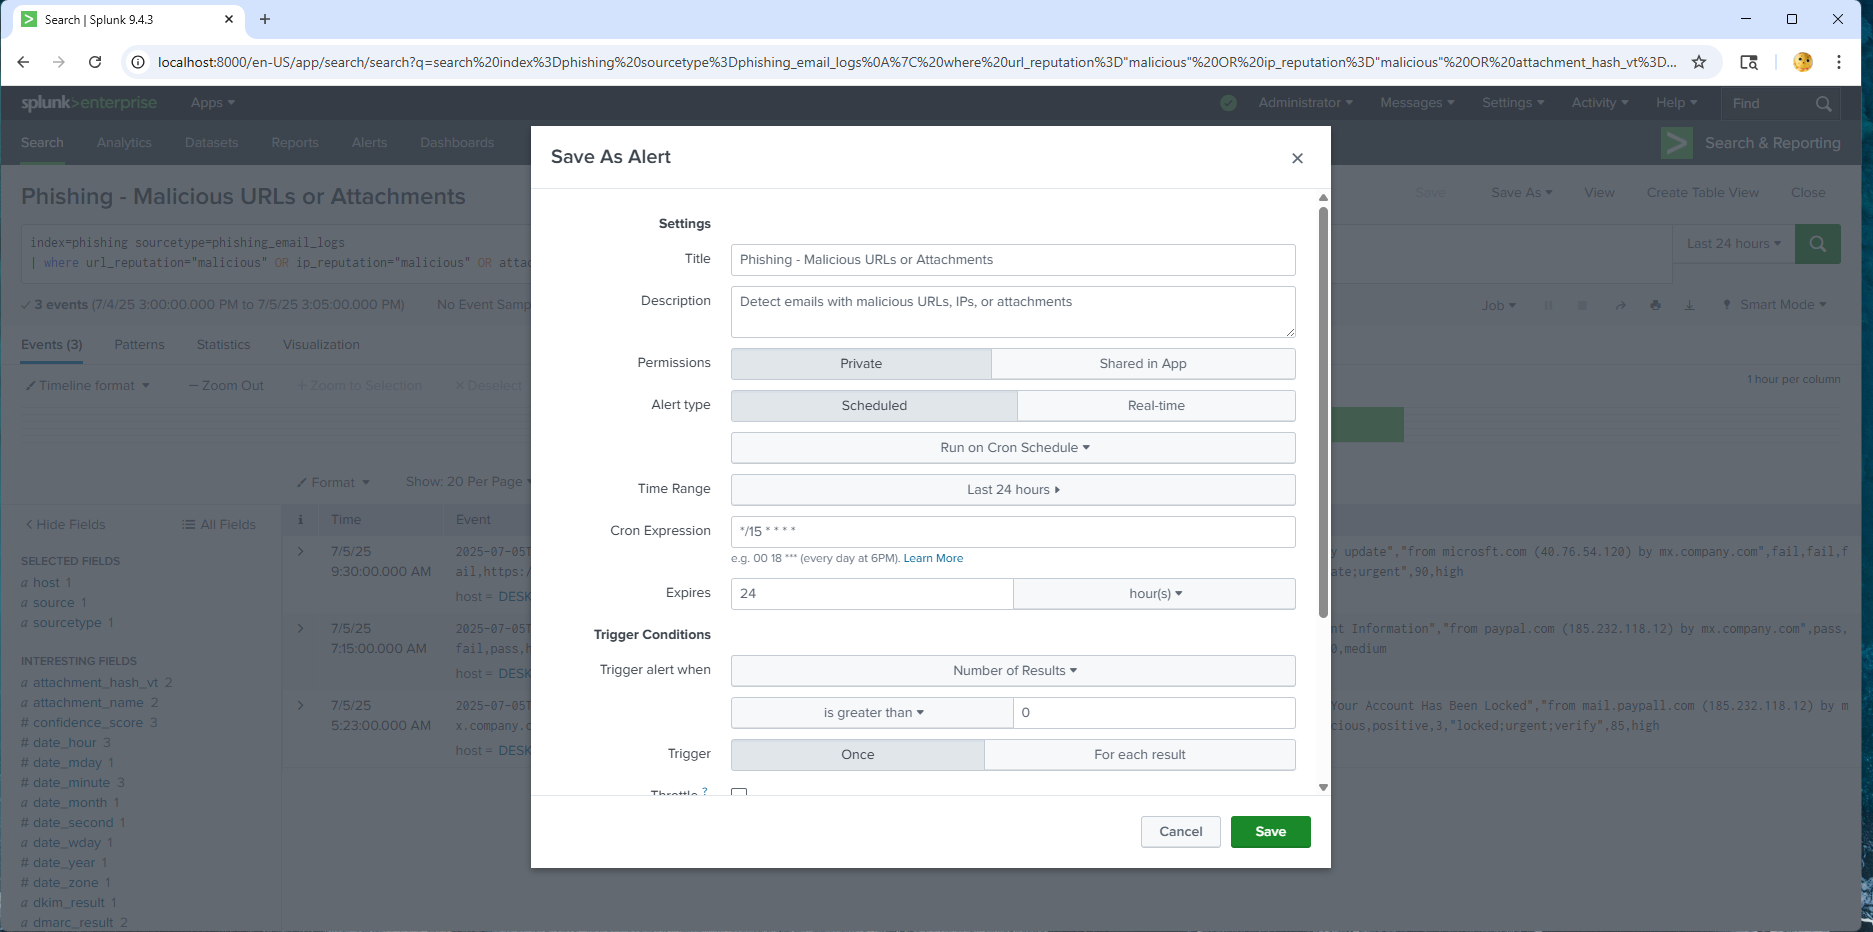 Search | Splunk 9.4.3
localhost:8000/en-US/app/search/search?q=search%20index%3Dphishing%20sourcetype%3Dphishing_email_logs%0A%7C%20where%20url_reputation%3D"malicious"%20OR%20ip_reputation%3D"malicious"%20OR%20attachment_hash_vt%3D...
splunk>enterprise Apps Administrator Messages Settings Activity Help Find
Search Analytics Datasets Reports Alerts Dashboards Search & Reporting
Save As Alert
Phishing - Malicious URLs or Attachments Save Save As View Create Table View Close
index=phishing sourcetype=phishing_email_logs
| where url_reputation="malicious" OR ip_reputation="malicious" OR attac
Last 24 hours
3 events (7/4/25 3:00:00.000 PM to 7/5/25 3:05:00.000 PM) No Event Samp Job Smart Mode
Events (3) Patterns Statistics Visualization
Timeline format — Zoom Out + Zoom to Selection × Deselect 1 hour per column
Format Show: 20 Per Page
Hide Fields All Fields i Time Event
SELECTED FIELDS
a host 1
a source 1
a sourcetype 1
INTERESTING FIELDS
a attachment_hash_vt 2
a attachment_name 2
# confidence_score 3
# date_hour 3
# date_mday 1
# date_minute 3
a date_month 1
# date_second 1
a date_wday 1
# date_year 1
# date_zone 1
a dkim_result 1
a dmarc_result 2
7/5/25 2025-07-05T y update","from microsft.com (40.76.54.120) by mx.company.com",fail,fail,f
9:30:00.000 AM ail,https: ate;urgent",90,high
host = DESK
7/5/25 2025-07-05T nt Information","from paypal.com (185.232.118.12) by mx.company.com",pass,
7:15:00.000 AM fail,pass,h 0,medium
host = DESK
7/5/25 2025-07-05T Your Account Has Been Locked","from mail.paypall.com (185.232.118.12) by m
5:23:00.000 AM x.company.c cious,positive,3,"locked;urgent;verify",85,high
host = DESK
Settings
Title Phishing - Malicious URLs or Attachments
Description Detect emails with malicious URLs, IPs, or attachments
Permissions Private Shared in App
Alert type Scheduled Real-time
Run on Cron Schedule
Time Range Last 24 hours
Cron Expression */15 * * * *
e.g. 00 18 *** (every day at 6PM). Learn More
Expires 24 hour(s)
Trigger Conditions
Trigger alert when Number of Results
is greater than 0
Trigger Once For each result
Throttle ?
Cancel Save